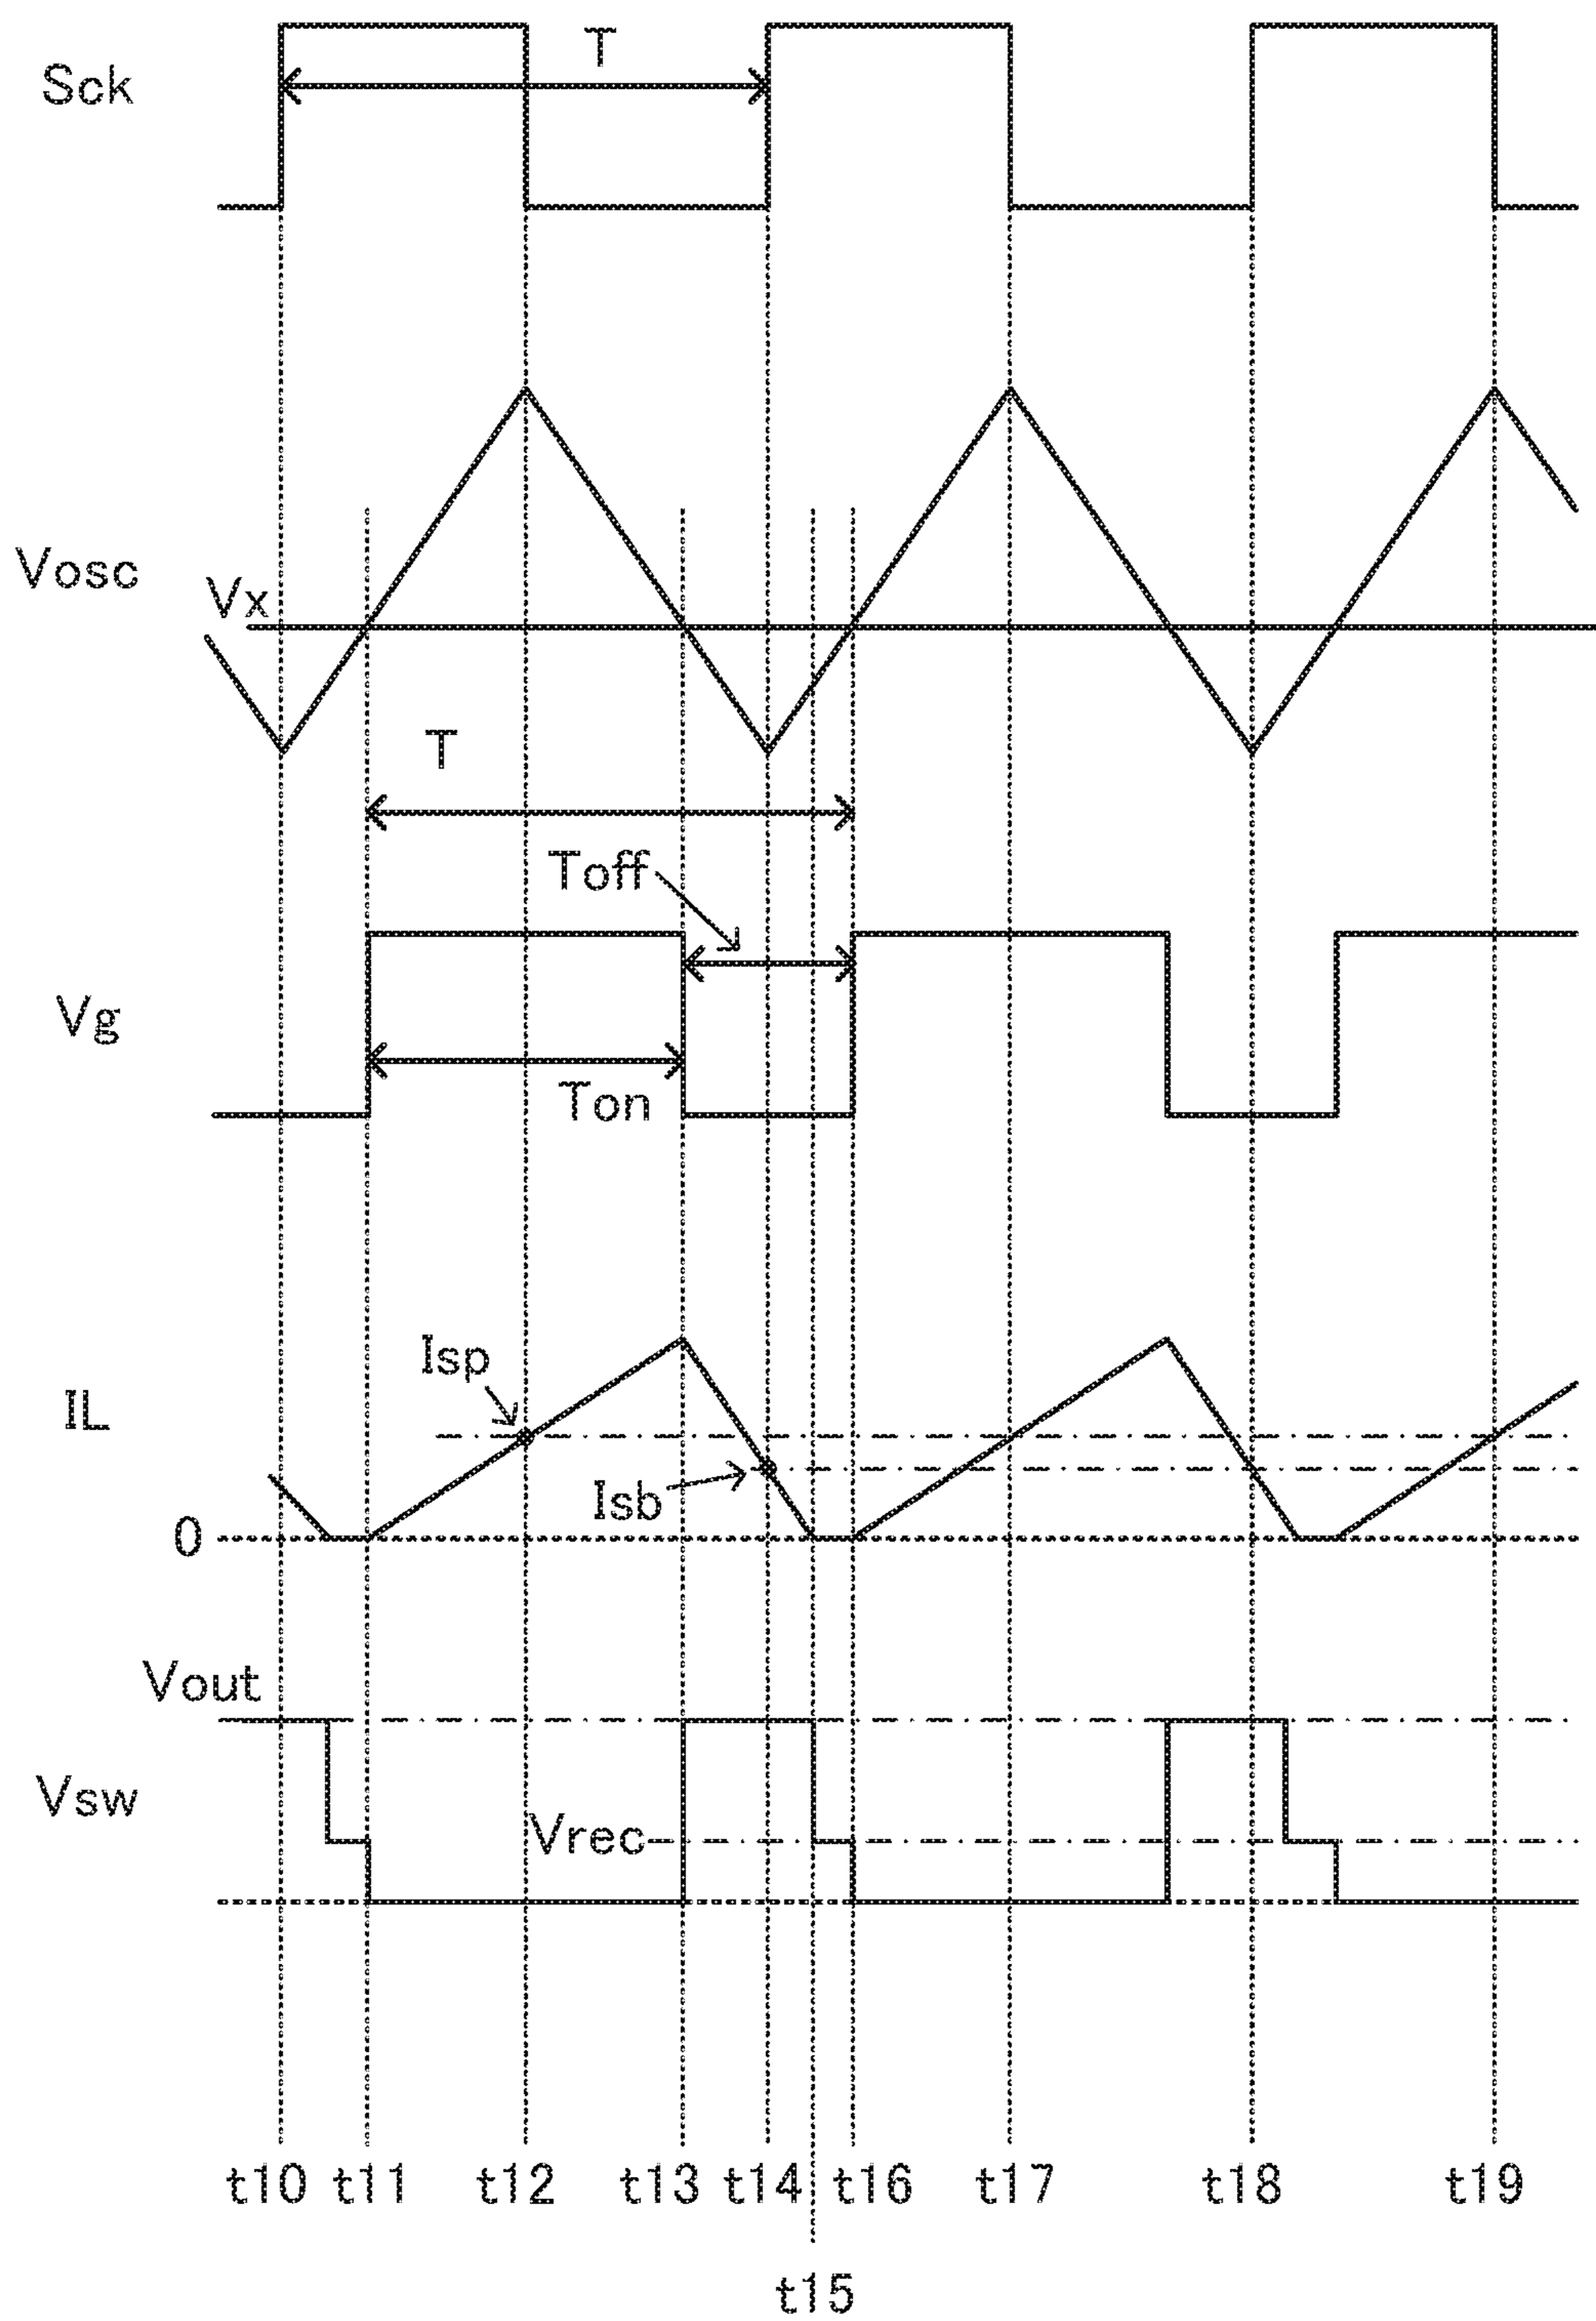 Sck
T
Vosc
Vx
T
Toff
Vg
Ton
Isp
IL
Isb
0
Vout
Vsw
Vrec
t10 t11 t12 t13 t14 t16 t17 t18 t19
t15